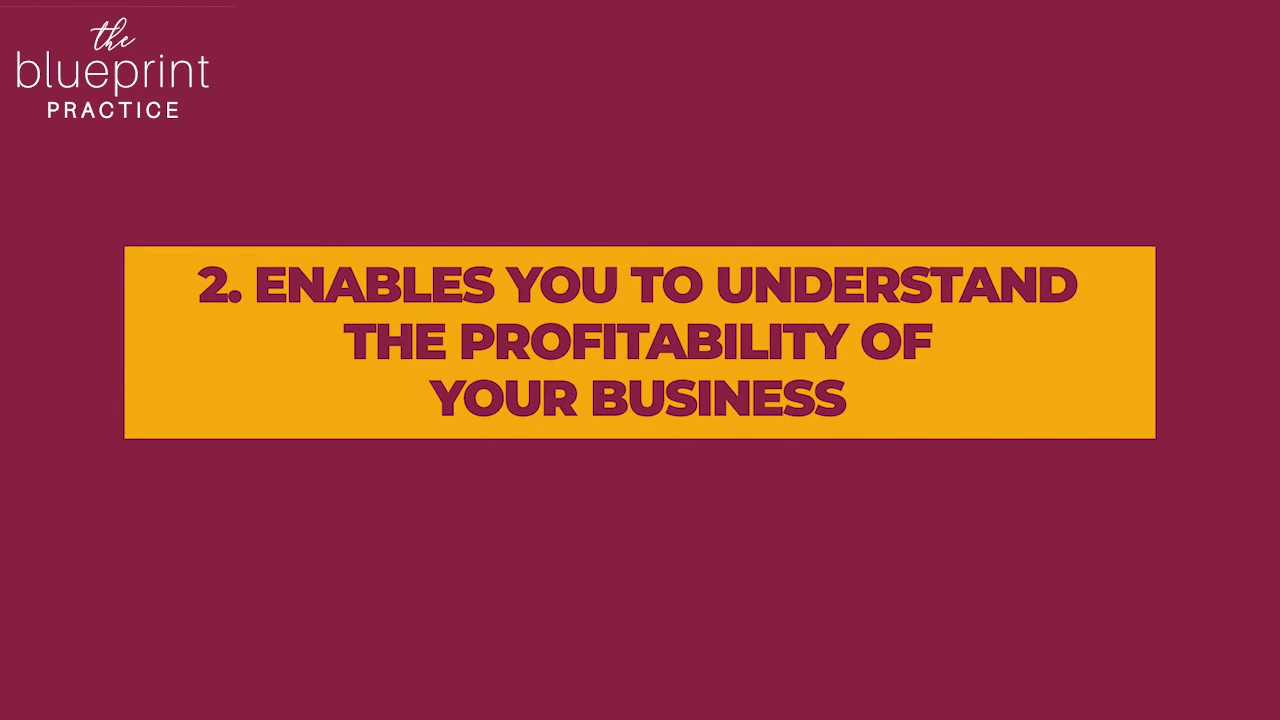 the
blueprint
PRACTICE
2. ENABLES YOU TO UNDERSTAND
THE PROFITABILITY OF
YOUR BUSINESS